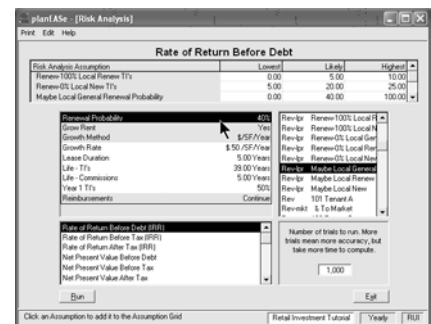 planEASe - [Risk Analysis]
Print Edit Help
Rate of Return Before Debt
Risk Analysis Assumption Lowest Likely Highest
Renew-100% Local Renew TI's 0.00 5.00 10.00
Renew-0% Local New TI's 5.00 20.00 25.00
Maybe Local General Renewal Probability 0.00 40.00 100.00
Renewal Probability 40%
Grow Rent Yes
Growth Method $/SF/Year
Growth Rate $.50 /SF/Year
Lease Duration 5.00 Years
Life - TI's 39.00 Years
Life - Commissions 5.00 Years
Year 1 TI's 50%
Reimbursements Continue
Rev-lpr Renew-100% Local R
Rev-lpr Renew-100% Local N
Rev-lpr Renew-0% Local Gen
Rev-lpr Renew-0% Local Ren
Rev-lpr Renew-0% Local New
Rev-lpr Maybe Local General
Rev-lpr Maybe Local Renew
Rev-lpr Maybe Local New
Rev 101 Tenant A
Rev-mkt & To Market
Rate of Return Before Debt (IRR)
Rate of Return Before Tax (IRR)
Rate of Return After Tax (IRR)
Net Present Value Before Debt
Net Present Value Before Tax
Net Present Value After Tax
Number of trials to run. More
trials mean more accuracy, but
take more time to compute.
1,000
Run
Exit
Click an Assumption to add it to the Assumption Grid
Retail Investment Tutorial Yearly RUI